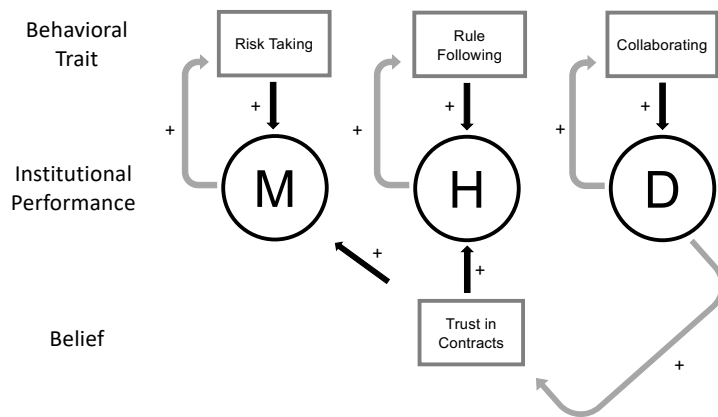 Behavioral
Trait
Risk Taking
Rule
Following
Collaborating
+
+
+
+
+
+
Institutional
Performance
M
H
D
+
+
Belief
Trust in
Contracts
+